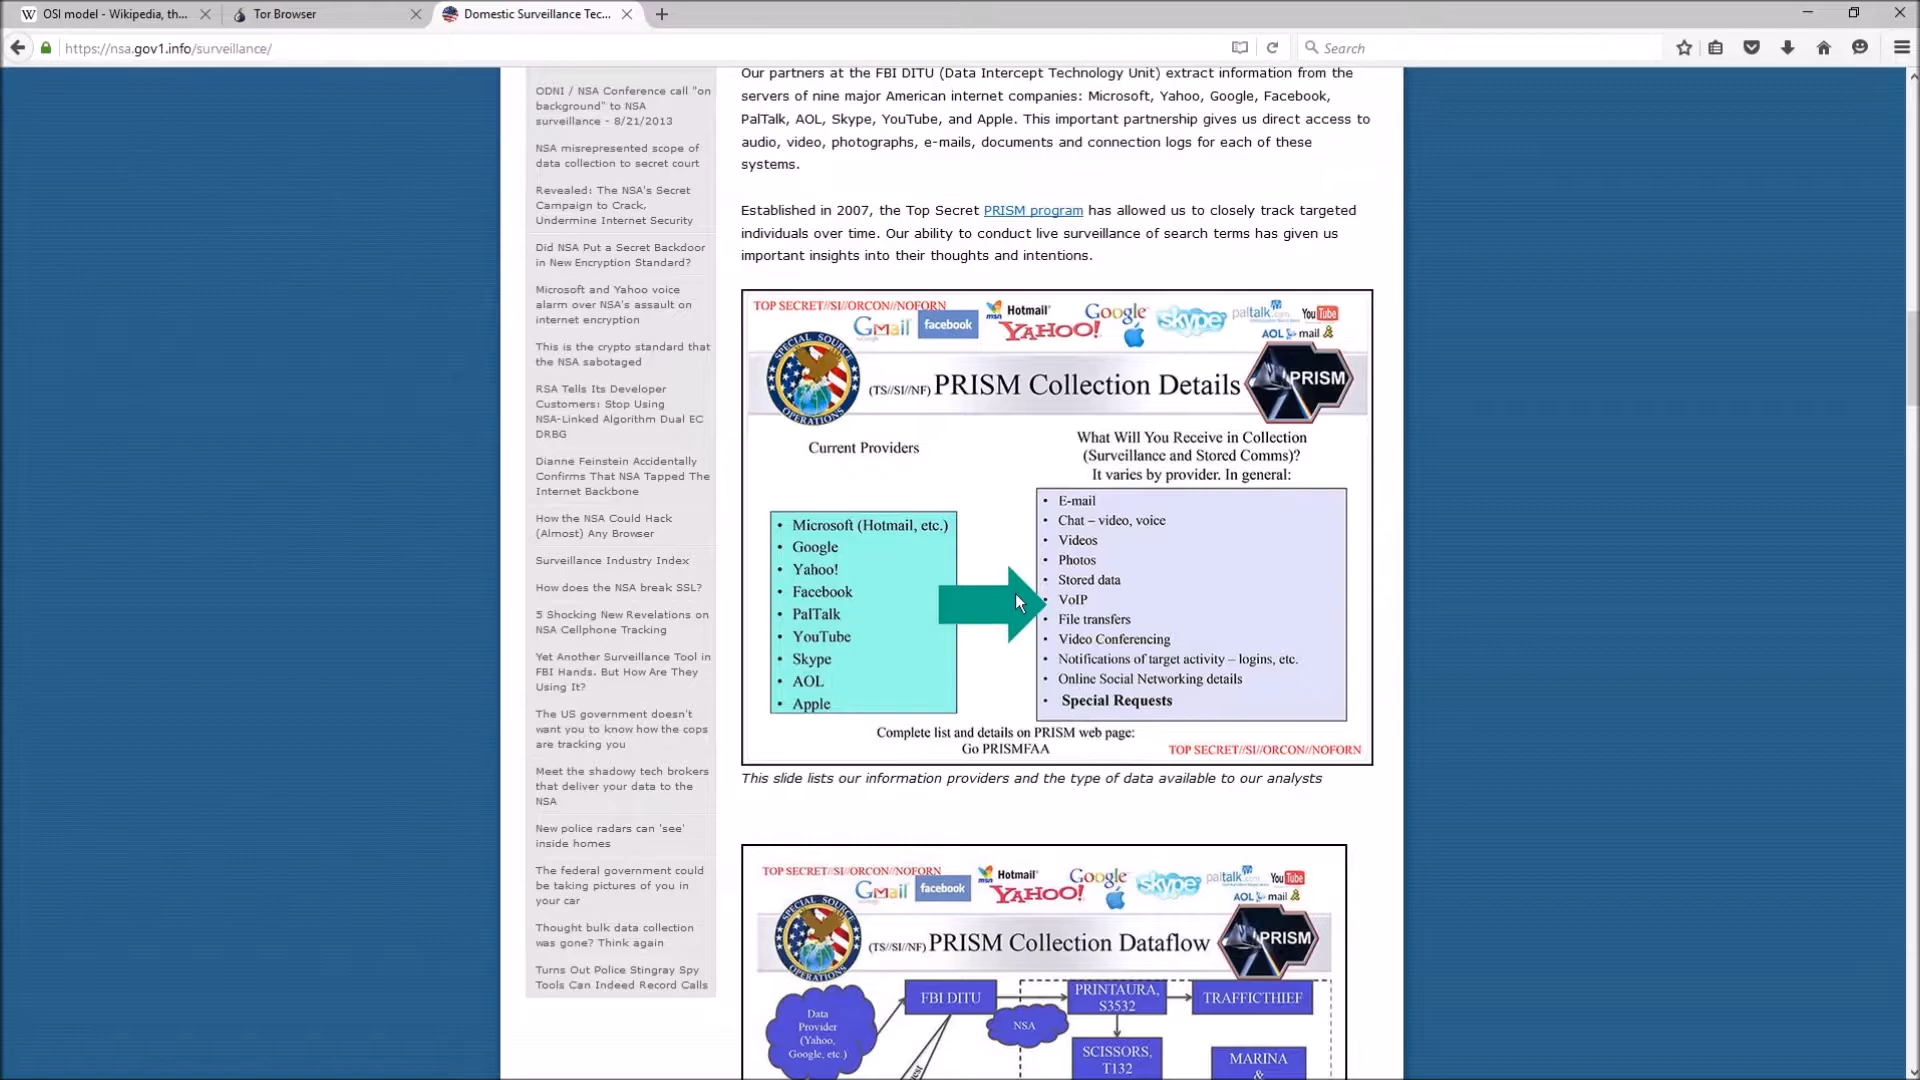 OSI model - Wikipedia, th...
Tor Browser
Domestic Surveillance Tec...
https://nsa.gov1.info/surveillance/
Search
ODNI / NSA Conference call "on
background" to NSA
surveillance - 8/21/2013
NSA misrepresented scope of
data collection to secret court
Revealed: The NSA's Secret
Campaign to Crack,
Undermine Internet Security
Did NSA Put a Secret Backdoor
in New Encryption Standard?
Microsoft and Yahoo voice
alarm over NSA's assault on
internet encryption
This is the crypto standard that
the NSA sabotaged
RSA Tells Its Developer
Customers: Stop Using
NSA-Linked Algorithm Dual EC
DRBG
Dianne Feinstein Accidentally
Confirms That NSA Tapped The
Internet Backbone
How the NSA Could Hack
(Almost) Any Browser
Surveillance Industry Index
How does the NSA break SSL?
5 Shocking New Revelations on
NSA Cellphone Tracking
Yet Another Surveillance Tool in
FBI Hands. But How Are They
Using It?
The US government doesn't
want you to know how the cops
are tracking you
Meet the shadowy tech brokers
that deliver your data to the
NSA
New police radars can 'see'
inside homes
The federal government could
be taking pictures of you in
your car
Thought bulk data collection
was gone? Think again
Turns Out Police Stingray Spy
Tools Can Indeed Record Calls
Our partners at the FBI DITU (Data Intercept Technology Unit) extract information from the
servers of nine major American internet companies: Microsoft, Yahoo, Google, Facebook,
PalTalk, AOL, Skype, YouTube, and Apple. This important partnership gives us direct access to
audio, video, photographs, e-mails, documents and connection logs for each of these
systems.
Established in 2007, the Top Secret PRISM program has allowed us to closely track targeted
individuals over time. Our ability to conduct live surveillance of search terms has given us
important insights into their thoughts and intentions.
TOP SECRET//SI//ORCON//NOFORN
Gmail facebook msn Hotmail YAHOO! Google skype paltalk.com YouTube
AOL mail
SPECIAL SOURCE OPERATIONS
(TS//SI//NF) PRISM Collection Details
PRISM
Current Providers
What Will You Receive in Collection
(Surveillance and Stored Comms)?
It varies by provider. In general:
• Microsoft (Hotmail, etc.)
• Google
• Yahoo!
• Facebook
• PalTalk
• YouTube
• Skype
• AOL
• Apple
• E-mail
• Chat – video, voice
• Videos
• Photos
• Stored data
• VoIP
• File transfers
• Video Conferencing
• Notifications of target activity – logins, etc.
• Online Social Networking details
• Special Requests
Complete list and details on PRISM web page:
Go PRISMFAA
TOP SECRET//SI//ORCON//NOFORN
This slide lists our information providers and the type of data available to our analysts
TOP SECRET//SI//ORCON//NOFORN
Gmail facebook msn Hotmail YAHOO! Google skype paltalk.com YouTube
AOL mail
SPECIAL SOURCE OPERATIONS
(TS//SI//NF) PRISM Collection Dataflow
PRISM
Data
Provider
(Yahoo,
Google, etc.)
FBI DITU
NSA
PRINTAURA,
S3532
TRAFFICTHIEF
SCISSORS,
T132
MARINA
&